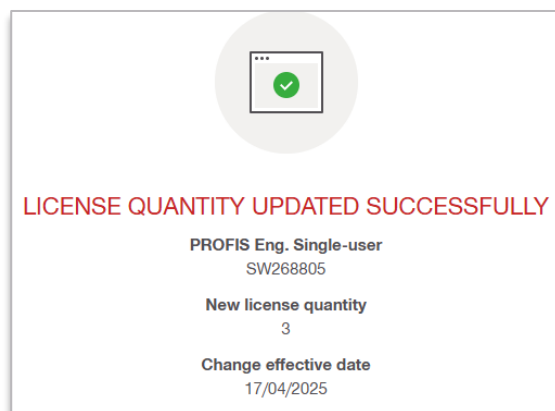 LICENSE QUANTITY UPDATED SUCCESSFULLY
PROFIS Eng. Single-user
SW268805
New license quantity
3
Change effective date
17/04/2025